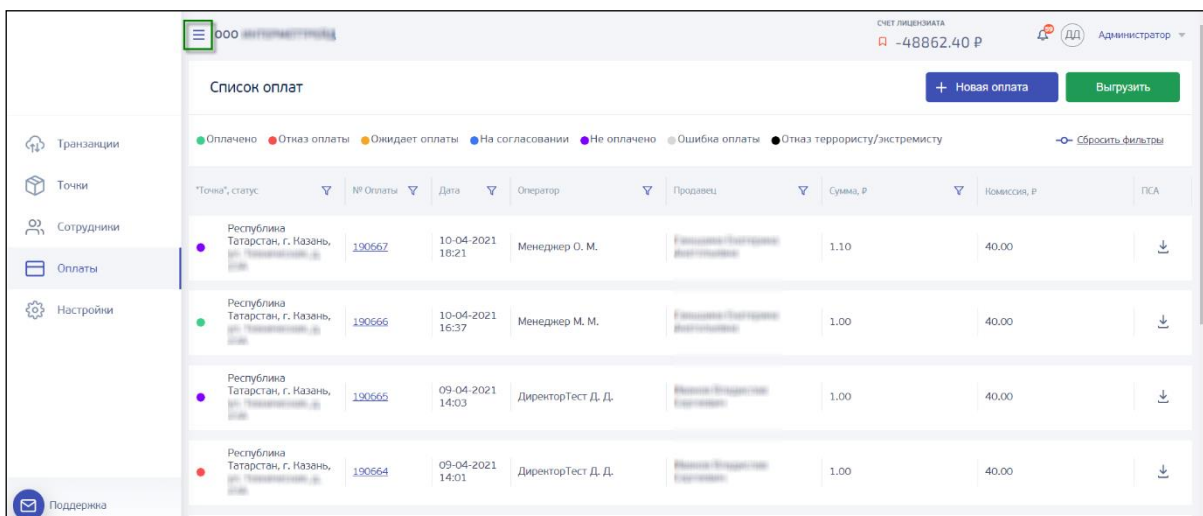 ООО
СЧЕТ ЛИЦЕНЗИАТА
-48862.40 ₽
ДД
Администратор
Список оплат
+ Новая оплата
Выгрузить
Транзакции
Точки
Сотрудники
Оплаты
Настройки
Поддержка
Оплачено Отказ оплаты Ожидает оплаты На согласовании Не оплачено Ошибка оплаты Отказ террористу/экстремисту
Сбросить фильтры
"Точка", статус № Оплаты Дата Оператор Продавец Сумма, ₽ Комиссия, ₽ ПСА
Республика
Татарстан, г. Казань,
190667
10-04-2021
18:21
Менеджер О. М.
1.10
40.00
Республика
Татарстан, г. Казань,
190666
10-04-2021
16:37
Менеджер М. М.
1.00
40.00
Республика
Татарстан, г. Казань,
190665
09-04-2021
14:03
ДиректорТест Д. Д.
1.00
40.00
Республика
Татарстан, г. Казань,
190664
09-04-2021
14:01
ДиректорТест Д. Д.
1.00
40.00